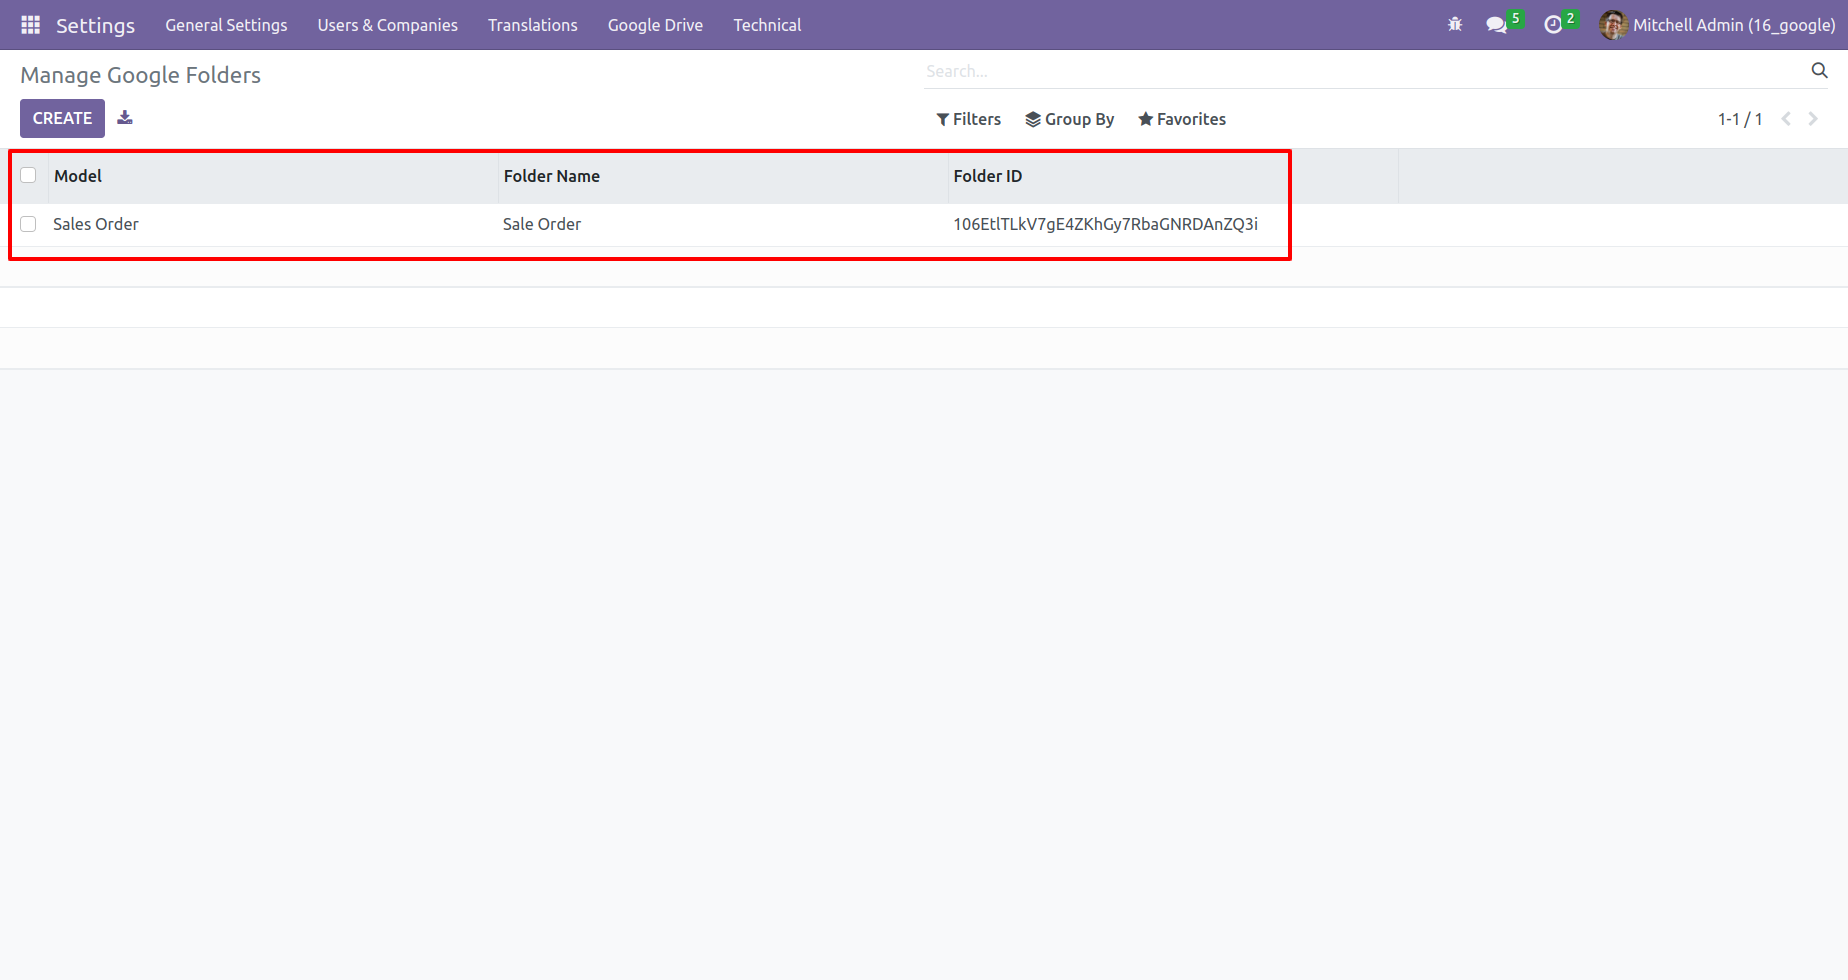 Settings General Settings Users & Companies Translations Google Drive Technical 5 2 Mitchell Admin (16_google)
Manage Google Folders Search...
CREATE Filters Group By Favorites 1-1 / 1
Model Folder Name Folder ID
Sales Order Sale Order 106EtlTLkV7gE4ZKhGy7RbaGNRDAnZQ3i